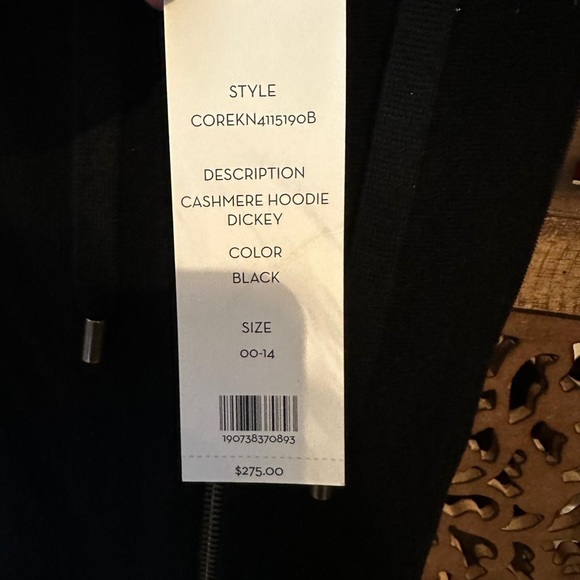 STYLE
COREKN4115190B
DESCRIPTION
CASHMERE HOODIE
DICKEY
COLOR
BLACK
SIZE
00-14
190738370893
$275.00